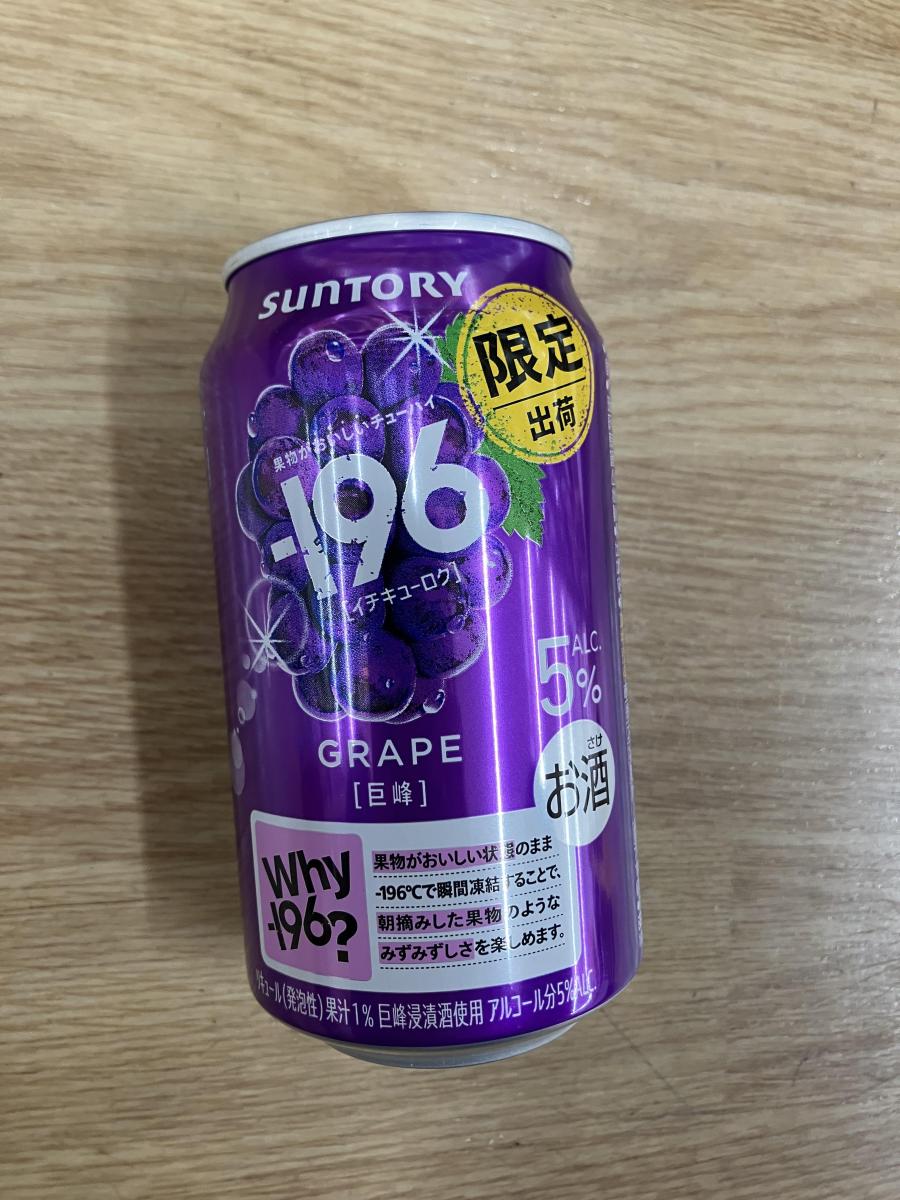 SUNTORY
限定
出荷
果物がおいしいチューハイ
-196
[イチキューロク]
5%
ALC.
さけ
お酒
GRAPE
[巨峰]
Why
-196?
果物がおいしい状態のまま
-196℃で瞬間凍結することで、
朝摘みした果物のような
みずみずしさを楽しめます。
リキュール(発泡性) 果汁1% 巨峰浸漬酒使用 アルコール分5%ALC.